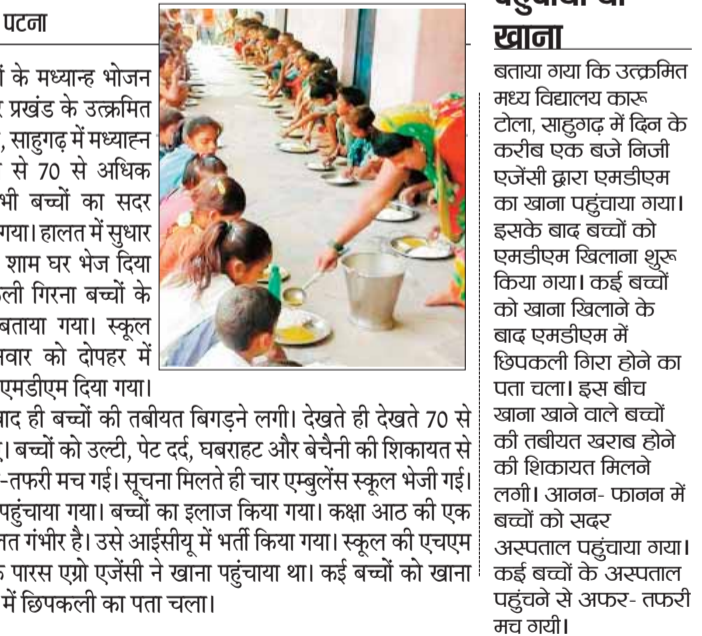 पटना
के मध्यान्ह भोजन
प्रखंड के उत्क्रमित
साहुगढ़ में मध्याह्न
से 70 से अधिक
भी बच्चों का सदर
गया। हालत में सुधार
शाम घर भेज दिया
गिरना बच्चों के
बताया गया। स्कूल
को दोपहर में
एमडीएम दिया गया।
बाद ही बच्चों की तबीयत बिगड़ने लगी। देखते ही देखते 70 से
बच्चों को उल्टी, पेट दर्द, घबराहट और बेचैनी की शिकायत से
-तफरी मच गई। सूचना मिलते ही चार एम्बुलेंस स्कूल भेजी गई।
पहुंचाया गया। बच्चों का इलाज किया गया। कक्षा आठ की एक
गंभीर है। उसे आईसीयू में भर्ती किया गया। स्कूल की एचएम
पारस एग्रो एजेंसी ने खाना पहुंचाया था। कई बच्चों को खाना
में छिपकली का पता चला।
खाना
बताया गया कि उत्क्रमित
मध्य विद्यालय कारू
टोला, साहुगढ़ में दिन के
करीब एक बजे निजी
एजेंसी द्वारा एमडीएम
का खाना पहुंचाया गया।
इसके बाद बच्चों को
एमडीएम खिलाना शुरू
किया गया। कई बच्चों
को खाना खिलाने के
बाद एमडीएम में
छिपकली गिरा होने का
पता चला। इस बीच
खाना खाने वाले बच्चों
की तबीयत खराब होने
की शिकायत मिलने
लगी। आनन- फानन में
बच्चों को सदर
अस्पताल पहुंचाया गया।
कई बच्चों के अस्पताल
पहुंचने से अफर- तफरी
मच गयी।